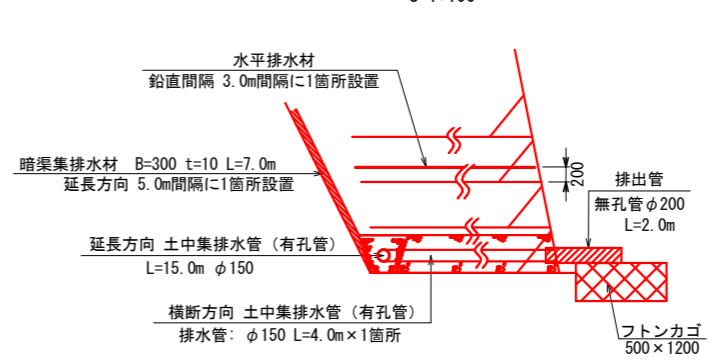 水平排水材
鉛直間隔 3.0m間隔に1箇所設置
暗渠集排水材 B=300 t=10 L=7.0m
延長方向 5.0m間隔に1箇所設置
200
排出管
無孔管φ200
L=2.0m
延長方向 土中集排水管（有孔管）
L=15.0m φ150
横断方向 土中集排水管（有孔管）
排水管: φ150 L=4.0m×1箇所
フトンカゴ
500×1200